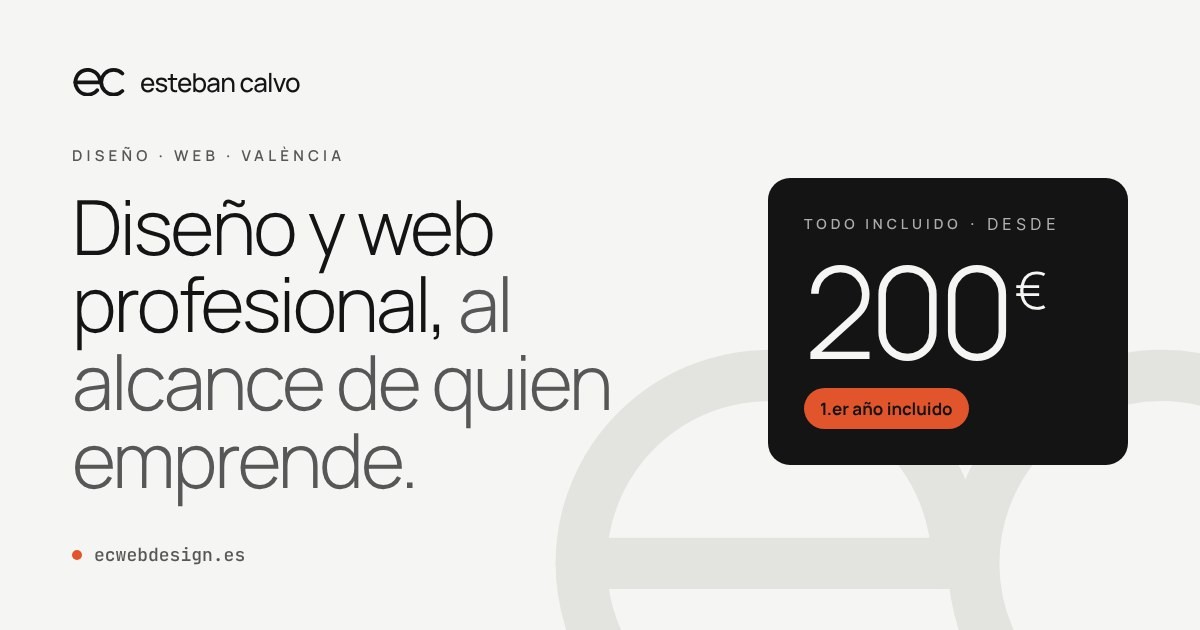 ec esteban calvo
DISEÑO · WEB · VALÈNCIA
Diseño y web
profesional, al
alcance de quien
emprende.
ecwebdesign.es
TODO INCLUIDO · DESDE
200€
1.er año incluido